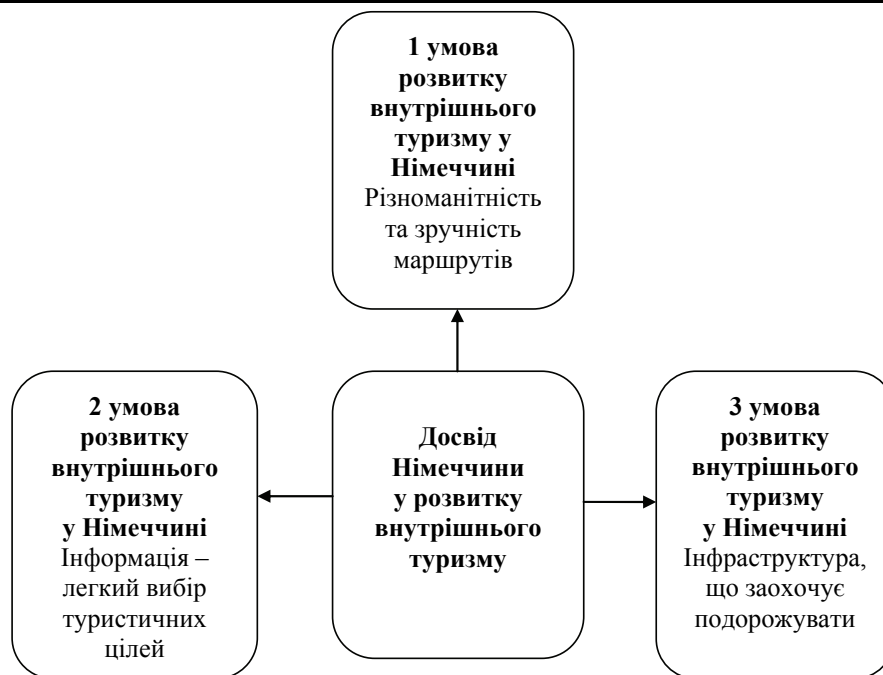 1 умова
розвитку
внутрішнього
туризму у
Німеччині
Різноманітність
та зручність
маршрутів
2 умова
розвитку
внутрішнього
туризму
у Німеччині
Інформація –
легкий вибір
туристичних
цілей
Досвід
Німеччини
у розвитку
внутрішнього
туризму
3 умова
розвитку
внутрішнього
туризму
у Німеччині
Інфраструктура,
що заохочує
подорожувати